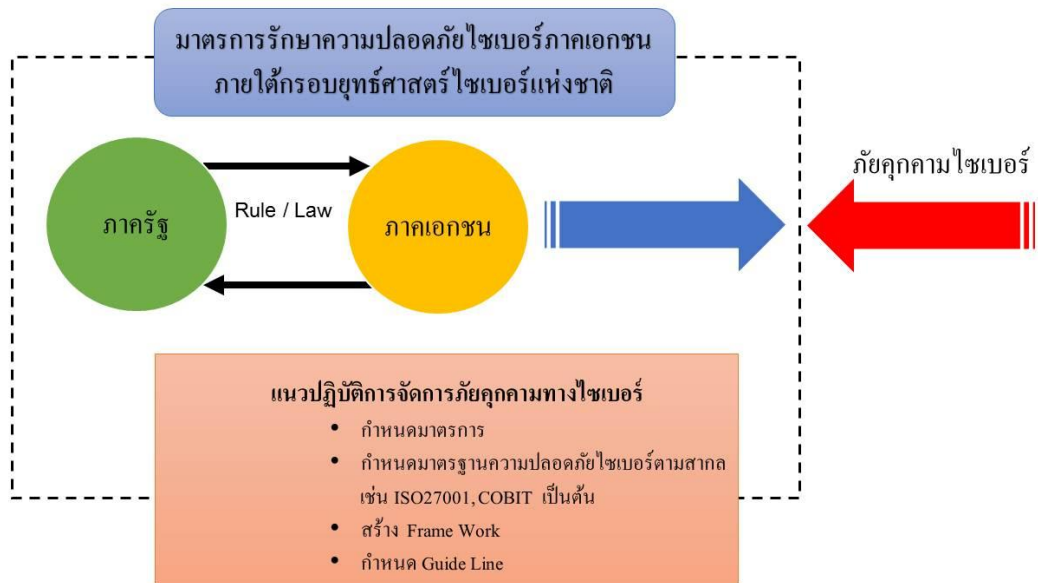 มาตรการรักษาความปลอดภัยไซเบอร์ภาคเอกชน
ภายใต้กรอบยุทธ์ศาสตร์ไซเบอร์แห่งชาติ
ภัยคุกคามไซเบอร์
ภาครัฐ
Rule / Law
ภาคเอกชน
แนวปฏิบัติการจัดการภัยคุกคามทางไซเบอร์
• กำหนดมาตรการ
• กำหนดมาตรฐานความปลอดภัยไซเบอร์ตามสากล
เช่น ISO27001, COBIT เป็นต้น
• สร้าง Frame Work
• กำหนด Guide Line